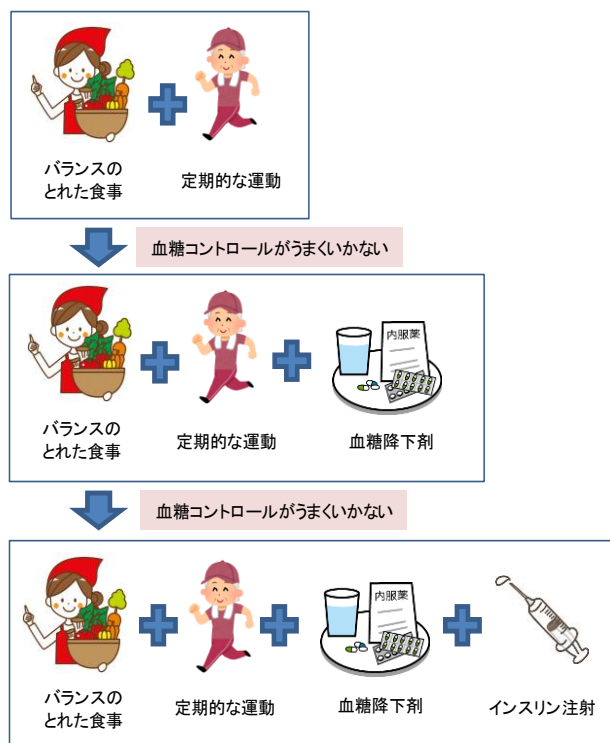 バランスの
とれた食事
定期的な運動
血糖コントロールがうまくいかない
内服薬
バランスの
とれた食事
定期的な運動
血糖降下剤
血糖コントロールがうまくいかない
内服薬
バランスの
とれた食事
定期的な運動
血糖降下剤
インスリン注射